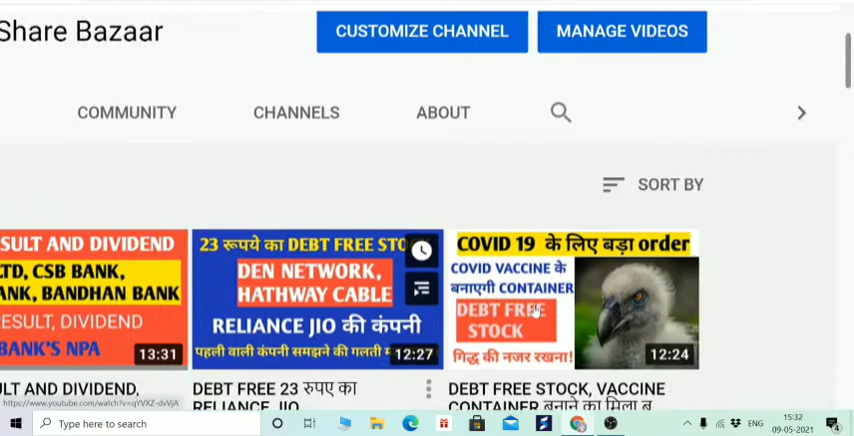 Share Bazaar
CUSTOMIZE CHANNEL
MANAGE VIDEOS
COMMUNITY
CHANNELS
ABOUT
SORT BY
SULT AND DIVIDEND
LTD, CSB BANK,
ANK, BANDHAN BANK
RESULT, DIVIDEND
BANK'S NPA
13:31
23 रूपये का DEBT FREE STO
DEN NETWORK,
HATHWAY CABLE
RELIANCE JIO की कंपनी
पहली वाली कंपनी समझने की गलती
12:27
COVID 19 के लिए बड़ा order
COVID VACCINE के
बनाएगी CONTAINER
DEBT FREE
STOCK
गिद्ध की नजर रखना!
12:24
LT AND DIVIDEND,
DEBT FREE 23 रुपए का
RELIANCE JIO
DEBT FREE STOCK, VACCINE
CONTAINER बनाने का मिला ब
https://www.youtube.com/watch?v=qYVXZ-dvVjA
Type here to search
ENG
15:32
09-05-2021
4